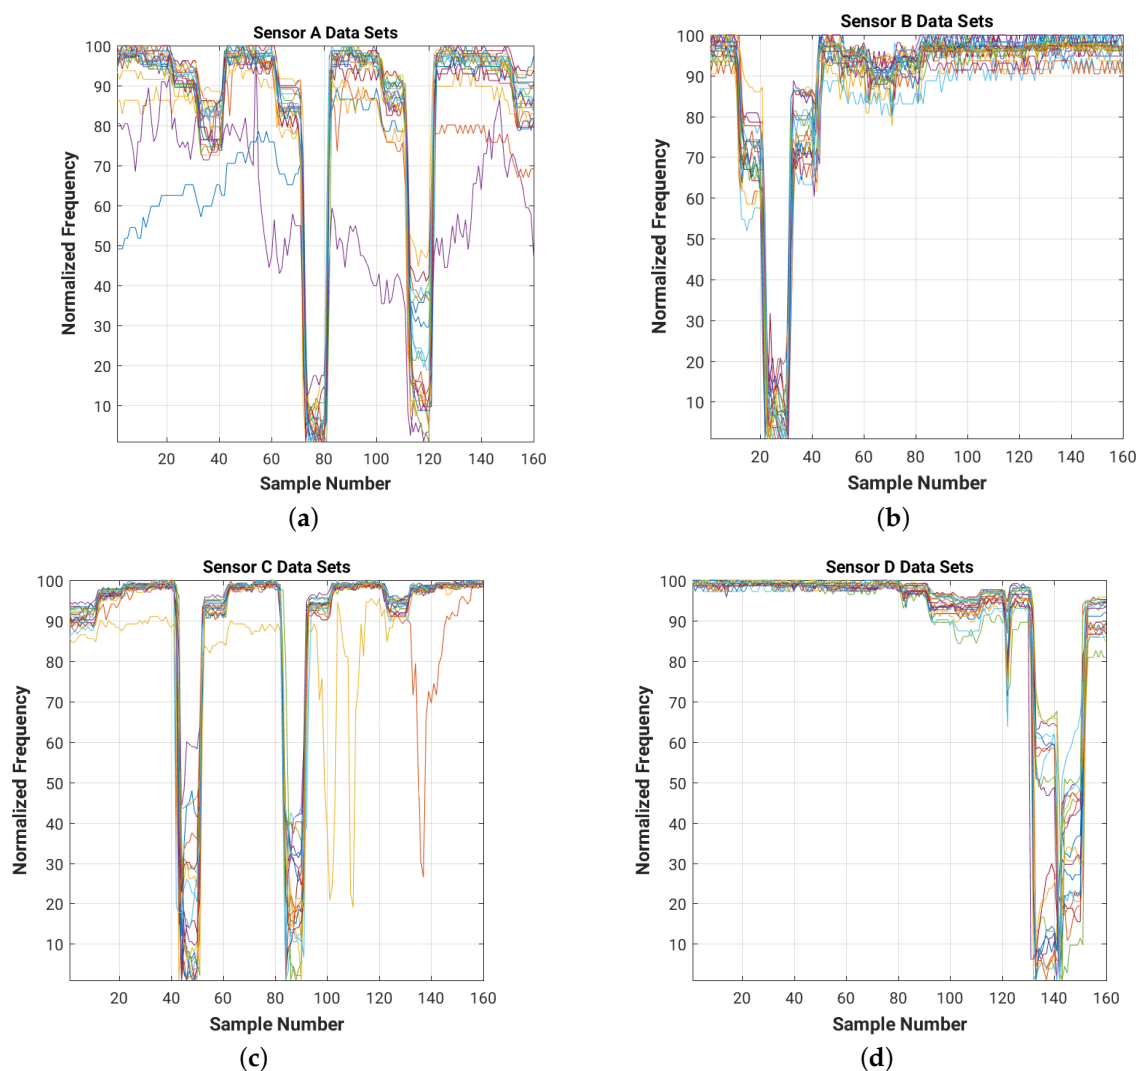 Sensor A Data Sets
Normalized Frequency
100
90
80
70
60
50
40
30
20
10
20 40 60 80 100 120 140 160
Sample Number
(a)
Sensor B Data Sets
Normalized Frequency
100
90
80
70
60
50
40
30
20
10
20 40 60 80 100 120 140 160
Sample Number
(b)
Sensor C Data Sets
Normalized Frequency
100
90
80
70
60
50
40
30
20
10
20 40 60 80 100 120 140 160
Sample Number
(c)
Sensor D Data Sets
Normalized Frequency
100
90
80
70
60
50
40
30
20
10
20 40 60 80 100 120 140 160
Sample Number
(d)